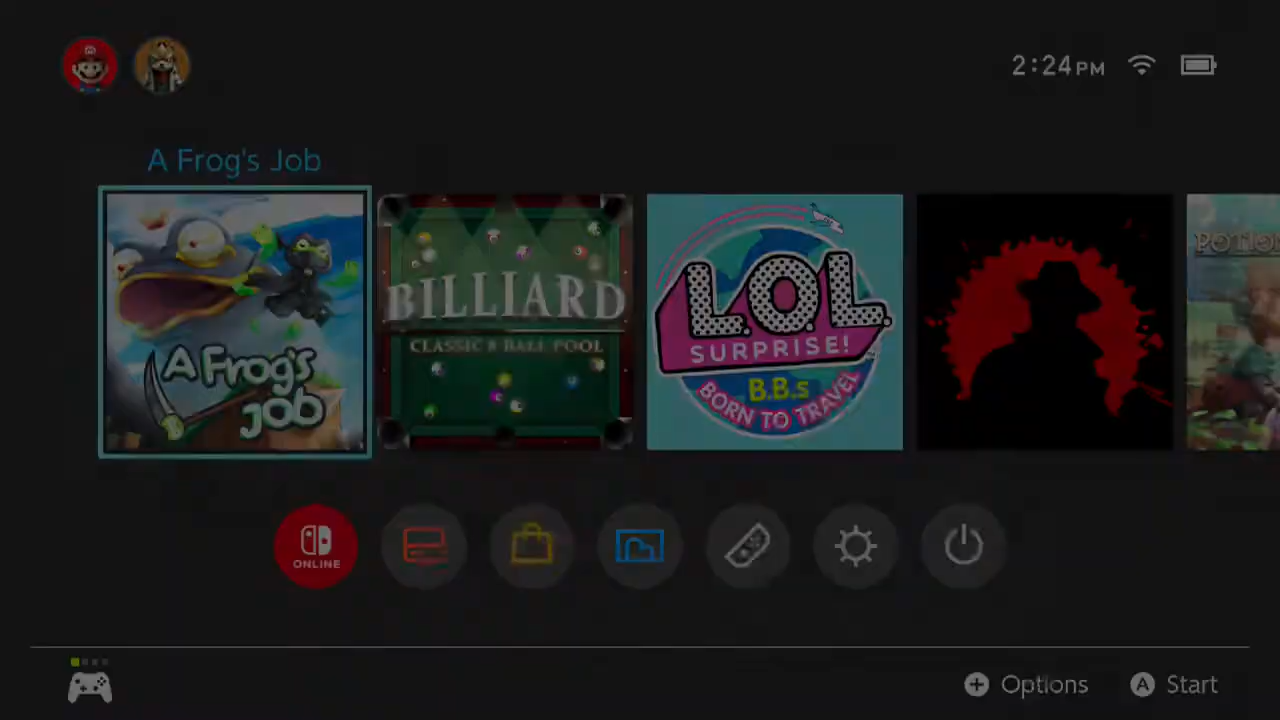 2:24 PM
A Frog's Job
A Frog's
Job
BILLIARD
CLASSIC 8 BALL POOL
L.O.L.
SURPRISE!
B.B.s
BORN TO TRAVEL
POTION
ONLINE
Options
Start